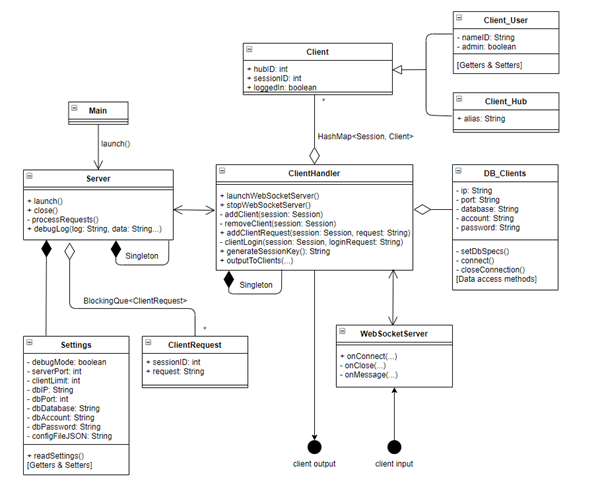 Client_User
- nameID: String
- admin: boolean
[Getters & Setters]
Client
+ hubID: int
+ sessionID: int
+ loggedIn: boolean
Client_Hub
+ alias: String
*
HashMap<Session, Client>
Main
launch()
Server
+ launch()
+ close()
- processRequests()
+ debugLog(log: String, data: String...)
Singleton
ClientHandler
+ launchWebSocketServer()
+ stopWebSocketServer()
- addClient(session: Session)
- removeClient(session: Session)
+ addClientRequest(session: Session, request: String)
- clientLogin(session: Session, loginRequest: String)
+ generateSessionKey(): String
+ outputToClients(...)
Singleton
DB_Clients
- ip: String
- port: String
- database: String
- account: String
- password: String
- setDbSpecs()
- connect()
- closeConnection()
[Data access methods]
BlockingQue<ClientRequest>
*
Settings
- debugMode: boolean
- serverPort: int
- clientLimit: int
- dbIP: String
- dbPort: int
- dbDatabase: String
- dbAccount: String
- dbPassword: String
- configFileJSON: String
+ readSettings()
[Getters & Setters]
ClientRequest
+ sessionID: int
+ request: String
WebSocketServer
+ onConnect(...)
- onClose(...)
- onMessage(...)
client output
client input